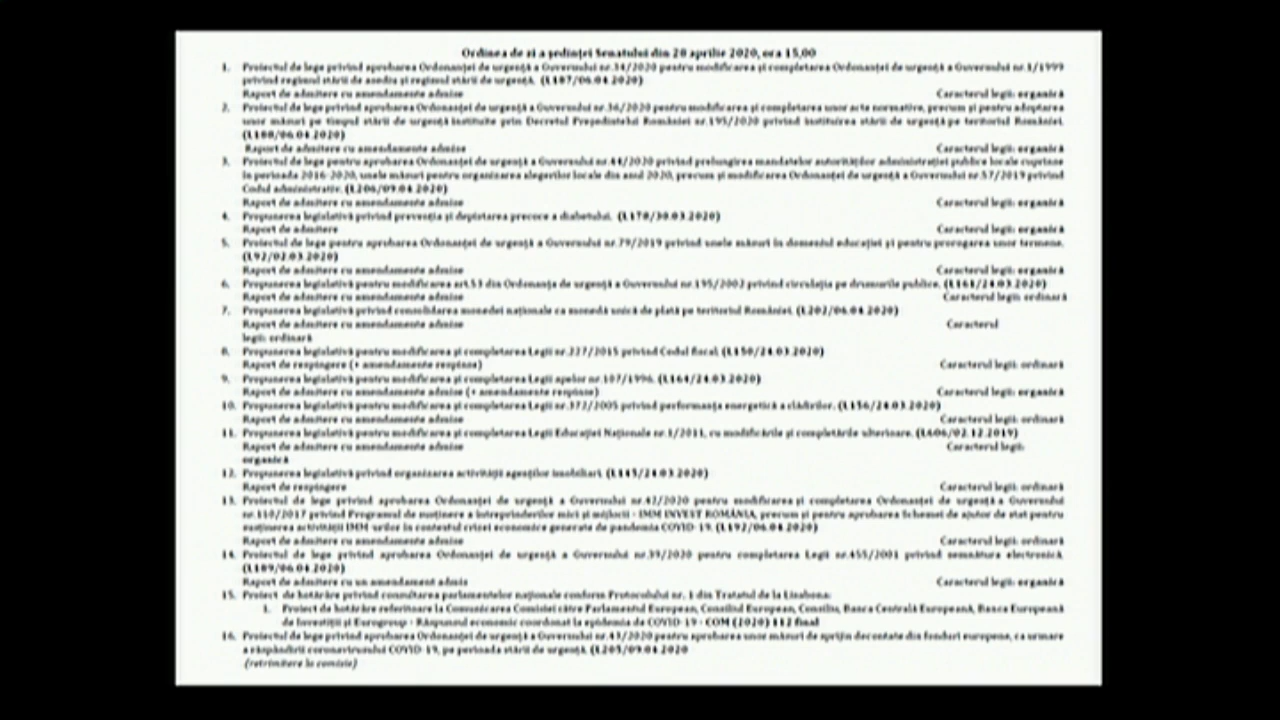 Ordinea de zi a ședinței Senatului din 28 aprilie 2020, ora 15,00
1. Proiectul de lege privind aprobarea Ordonanței de urgență a Guvernului nr.34/2020 pentru modificarea și completarea Ordonanței de urgență a Guvernului nr.1/1999
privind regimul stării de asediu și regimul stării de urgență. (L187/06.04.2020)
Raport de admitere cu amendamente admise Caracterul legii: organică
2. Proiectul de lege privind aprobarea Ordonanței de urgență a Guvernului nr.36/2020 pentru modificarea și completarea unor acte normative, precum și pentru adoptarea
unor măsuri pe timpul stării de urgență instituite prin Decretul Președintelui României nr.195/2020 privind instituirea stării de urgență pe teritoriul României.
(L188/06.04.2020)
Raport de admitere cu amendamente admise Caracterul legii: organică
3. Proiectul de lege pentru aprobarea Ordonanței de urgență a Guvernului nr.44/2020 privind prelungirea mandatelor autorităților administrației publice locale cuprinse
în perioada 2016-2020, unele măsuri pentru organizarea alegerilor locale din anul 2020, precum și modificarea Ordonanței de urgență a Guvernului nr.57/2019 privind
Codul administrativ. (L206/09.04.2020)
Raport de admitere cu amendamente admise Caracterul legii: organică
4. Propunerea legislativă privind prevenția și depistarea precoce a diabetului. (L170/30.03.2020)
Raport de admitere Caracterul legii: organică
5. Proiectul de lege pentru aprobarea Ordonanței de urgență a Guvernului nr.79/2019 privind unele măsuri în domeniul educației și pentru prorogarea unor termene.
(L92/02.03.2020)
Raport de admitere cu amendamente admise Caracterul legii: organică
6. Propunerea legislativă pentru modificarea art.53 din Ordonanța de urgență a Guvernului nr.195/2002 privind circulația pe drumurile publice. (L161/24.03.2020)
Raport de admitere cu amendamente admise Caracterul legii: ordinară
7. Propunerea legislativă privind consolidarea monedei naționale ca monedă unică de plată pe teritoriul României. (L202/06.04.2020)
Raport de admitere cu amendamente admise Caracterul
legii: ordinară
8. Propunerea legislativă pentru modificarea și completarea Legii nr.227/2015 privind Codul fiscal. (L150/24.03.2020)
Raport de respingere (+ amendamente respinse) Caracterul legii: ordinară
9. Propunerea legislativă pentru modificarea și completarea Legii apelor nr.107/1996. (L164/24.03.2020)
Raport de admitere cu amendamente admise (+ amendamente respinse) Caracterul legii: organică
10. Propunerea legislativă pentru modificarea și completarea Legii nr.372/2005 privind performanța energetică a clădirilor. (L156/24.03.2020)
Raport de admitere cu amendamente admise Caracterul legii: ordinară
11. Propunerea legislativă pentru modificarea și completarea Legii Educației Naționale nr.1/2011, cu modificările și completările ulterioare. (L606/02.12.2019)
Raport de admitere cu amendamente admise Caracterul legii:
organică
12. Propunerea legislativă privind organizarea activității agenților imobiliari. (L145/24.03.2020)
Raport de respingere Caracterul legii: ordinară
13. Proiectul de lege privind aprobarea Ordonanței de urgență a Guvernului nr.42/2020 pentru modificarea și completarea Ordonanței de urgență a Guvernului
nr.110/2017 privind Programul de susținere a întreprinderilor mici și mijlocii - IMM INVEST ROMÂNIA, precum și pentru aprobarea Schemei de ajutor de stat pentru
susținerea activității IMM-urilor în contextul crizei economice generate de pandemia COVID-19. (L192/06.04.2020)
Raport de admitere cu amendamente admise Caracterul legii: ordinară
14. Proiectul de lege privind aprobarea Ordonanței de urgență a Guvernului nr.39/2020 pentru completarea Legii nr.455/2001 privind semnătura electronică.
(L189/06.04.2020)
Raport de admitere cu un amendament admis Caracterul legii: organică
15. Proiect de hotărâre privind consultarea parlamentelor naționale conform Protocolului nr. 1 din Tratatul de la Lisabona:
1. Proiect de hotărâre referitoare la Comunicarea Comisiei către Parlamentul European, Consiliul European, Consiliu, Banca Centrală Europeană, Banca Europeană
de Investiții și Eurogrup - Răspunsul economic coordonat la epidemia de COVID-19 - COM (2020) 112 final
16. Proiectul de lege privind aprobarea Ordonanței de urgență a Guvernului nr.43/2020 pentru aprobarea unor măsuri de sprijin decontate din fonduri europene, ca urmare
a răspândirii coronavirusului COVID-19, pe perioada stării de urgență. (L205/09.04.2020
(retrimitere la comisie)